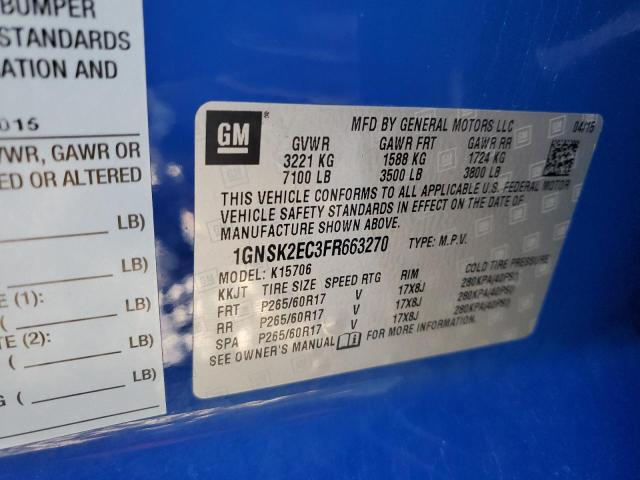 BUMPER
STANDARDS
ATION AND
2015
VWR, GAWR OR
ED OR ALTERED
LB)
E (1):
LB)
TE (2):
LB)
G (
LB)
GM
MFD BY GENERAL MOTORS LLC
04/15
GVWR GAWR FRT GAWR RR
3221 KG 1588 KG 1724 KG
7100 LB 3500 LB 3800 LB
THIS VEHICLE CONFORMS TO ALL APPLICABLE U.S. FEDERAL MOTOR
VEHICLE SAFETY STANDARDS IN EFFECT ON THE DATE OF
MANUFACTURE SHOWN ABOVE.
1GNSK2EC3FR663270 TYPE: M.P.V.
MODEL: K15706
KKJT TIRE SIZE SPEED RTG RIM COLD TIRE PRESSURE
FRT P265/60R17 V 17X8J 280KPA(40PSI)
RR P265/60R17 V 17X8J 280KPA(40PSI)
SPA P265/60R17 V 17X8J 280KPA(40PSI)
SEE OWNER'S MANUAL FOR MORE INFORMATION.